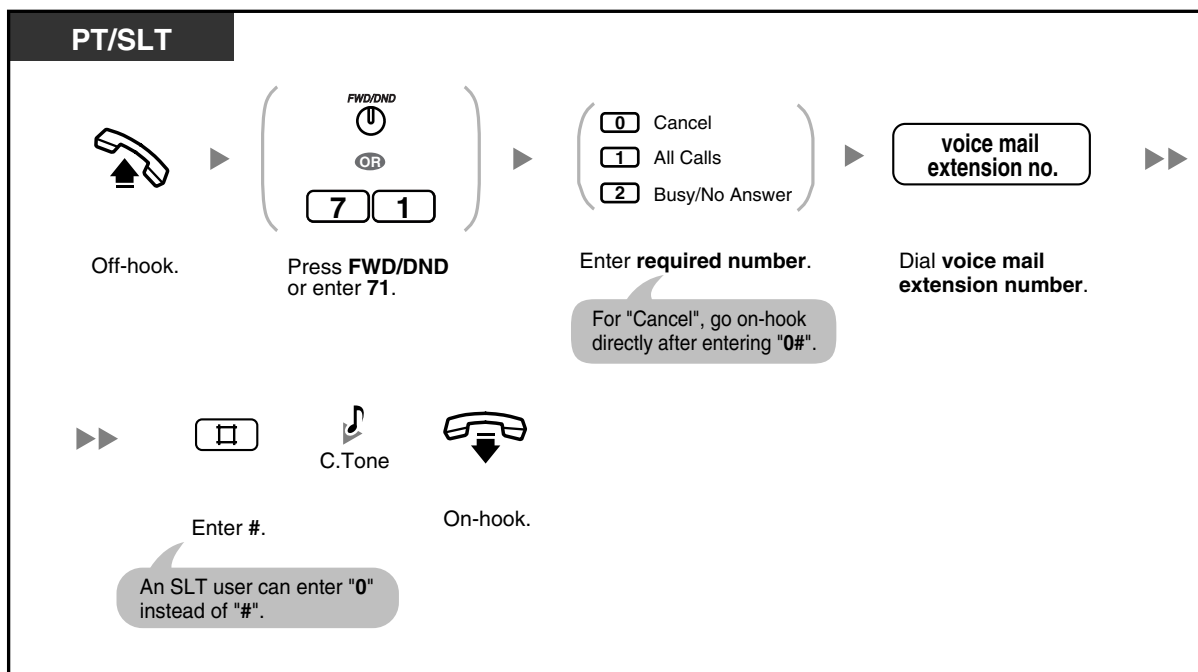 PT/SLT
FWD/DND
OR
7 1
0 Cancel
1 All Calls
2 Busy/No Answer
voice mail
extension no.
Off-hook.
Press FWD/DND
or enter 71.
Enter required number.
For "Cancel", go on-hook
directly after entering "0#".
Dial voice mail
extension number.
#
C.Tone
Enter #.
On-hook.
An SLT user can enter "0"
instead of "#".